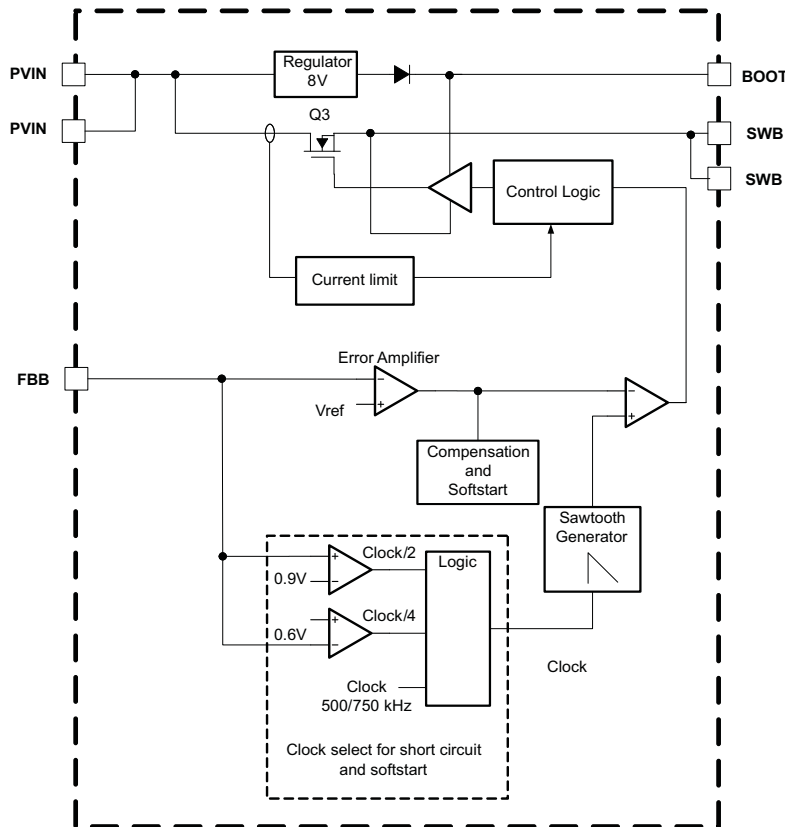 PVIN
Regulator
8V
BOOT
PVIN
Q3
SWB
SWB
Control Logic
Current limit
FBB
Error Amplifier
−
+
Vref
−
+
Compensation
and
Softstart
Sawtooth
Generator
+
−
0.9V
Clock/2
Logic
+
−
0.6V
Clock/4
Clock
Clock
500/750 kHz
Clock select for short circuit
and softstart